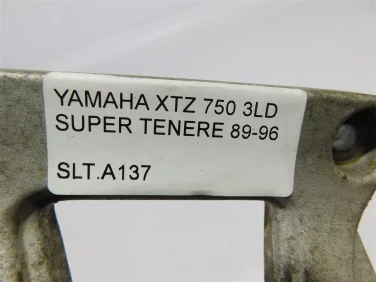 YAMAHA XTZ 750 3LD
SUPER TENERE 89-96
SLT.A137